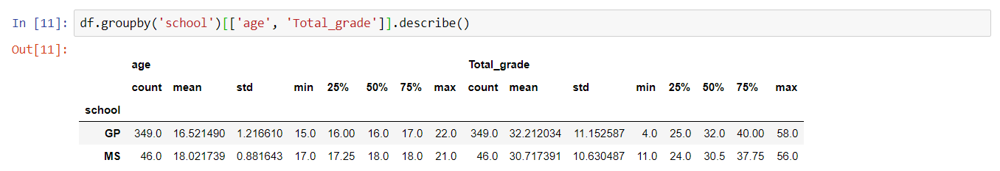 In [11]: df.groupby('school')[['age', 'Total_grade']].describe()
Out[11]:
age Total_grade
count mean std min 25% 50% 75% max count mean std min 25% 50% 75% max
school
GP 349.0 16.521490 1.216610 15.0 16.00 16.0 17.0 22.0 349.0 32.212034 11.152587 4.0 25.0 32.0 40.00 58.0
MS 46.0 18.021739 0.881643 17.0 17.25 18.0 18.0 21.0 46.0 30.717391 10.630487 11.0 24.0 30.5 37.75 56.0